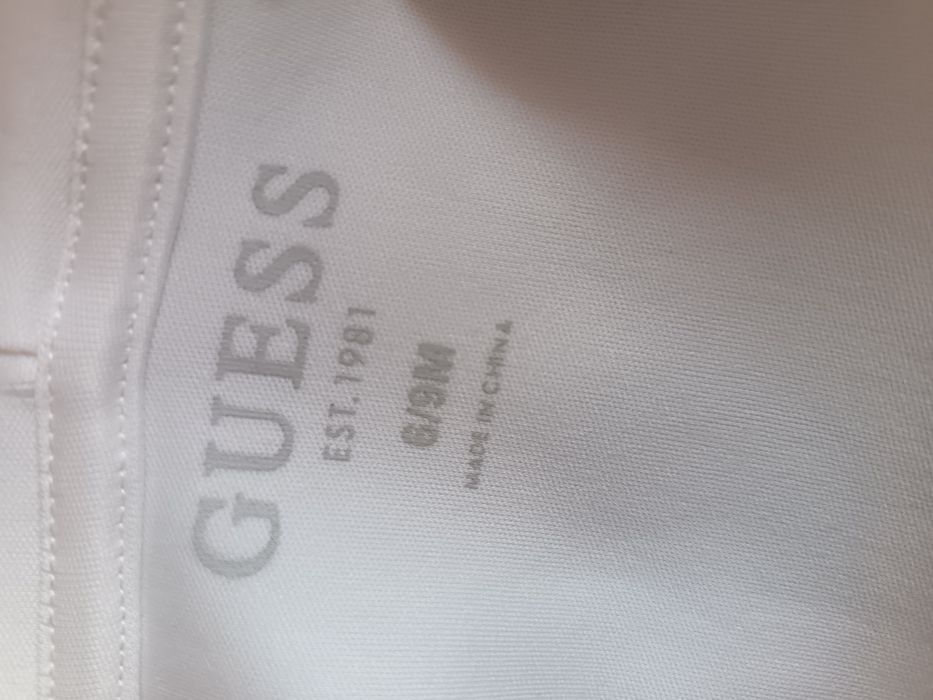 GUESS
EST.1981
6/9M
MADE IN CHINA